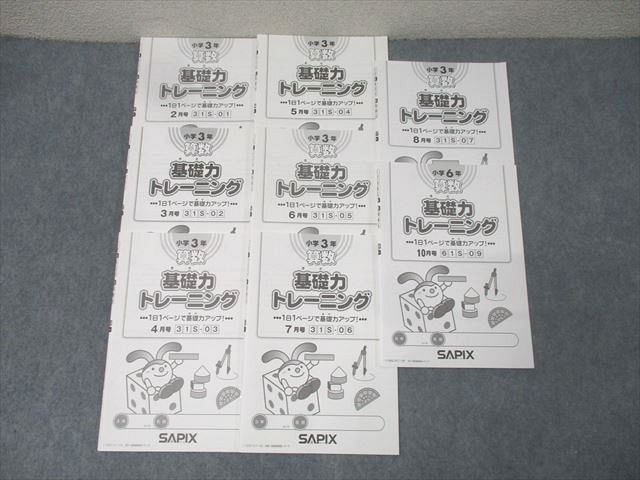 小学3年
算数
基礎力
トレーニング
1日1ページで基礎力アップ!
2月号 31S-01
小学3年
算数
基礎力
トレーニング
1日1ページで基礎力アップ!
3月号 31S-02
小学3年
算数
基礎力
トレーニング
1日1ページで基礎力アップ!
4月号 31S-03
SAPIX
小学3年
算数
基礎力
トレーニング
1日1ページで基礎力アップ!
5月号 31S-04
小学3年
算数
基礎力
トレーニング
1日1ページで基礎力アップ!
6月号 31S-05
小学3年
算数
基礎力
トレーニング
1日1ページで基礎力アップ!
7月号 31S-06
SAPIX
小学3年
算数
基礎力
トレーニング
1日1ページで基礎力アップ!
8月号 31S-07
小学6年
算数
基礎力
トレーニング
1日1ページで基礎力アップ!
10月号 61S-09
SAPIX